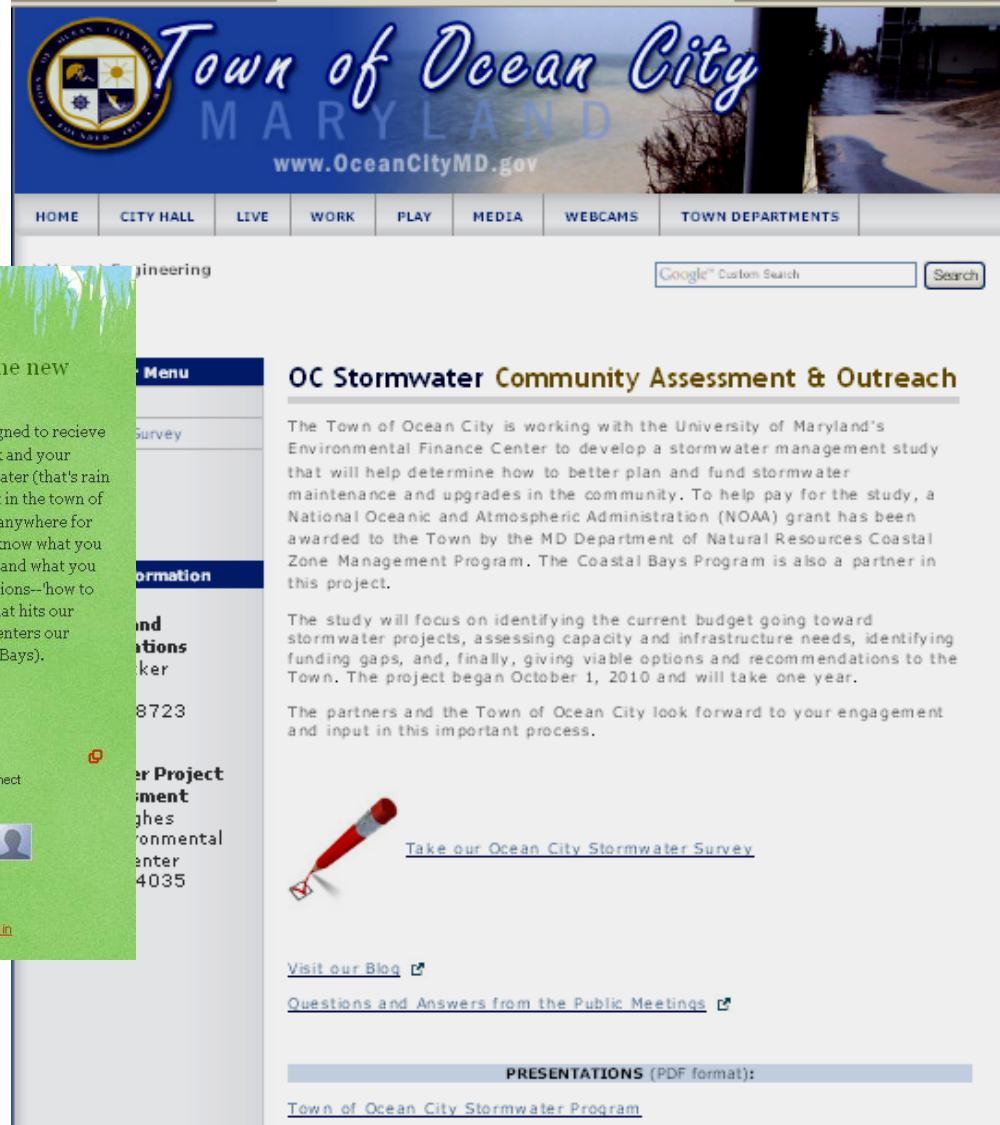 Town of Ocean City
MARYLAND
www.OceanCityMD.gov
HOME CITY HALL LIVE WORK PLAY MEDIA WEBCAMS TOWN DEPARTMENTS
gineering
Google™ Custom Search Search
Menu
Survey
ormation
and
ations
ker
8723
er Project
sment
ghes
ronmental
enter
4035
he new
gned to recieve
k and your
ater (that's rain
t in the town of
anywhere for
know what you
and what you
ions--'how to
at hits our
enters our
Bays).
nect
in
OC Stormwater Community Assessment & Outreach
The Town of Ocean City is working with the University of Maryland's
Environmental Finance Center to develop a stormwater management study
that will help determine how to better plan and fund stormwater
maintenance and upgrades in the community. To help pay for the study, a
National Oceanic and Atmospheric Administration (NOAA) grant has been
awarded to the Town by the MD Department of Natural Resources Coastal
Zone Management Program. The Coastal Bays Program is also a partner in
this project.
The study will focus on identifying the current budget going toward
stormwater projects, assessing capacity and infrastructure needs, identifying
funding gaps, and, finally, giving viable options and recommendations to the
Town. The project began October 1, 2010 and will take one year.
The partners and the Town of Ocean City look forward to your engagement
and input in this important process.
Take our Ocean City Stormwater Survey
Visit our Blog
Questions and Answers from the Public Meetings
PRESENTATIONS (PDF format):
Town of Ocean City Stormwater Program